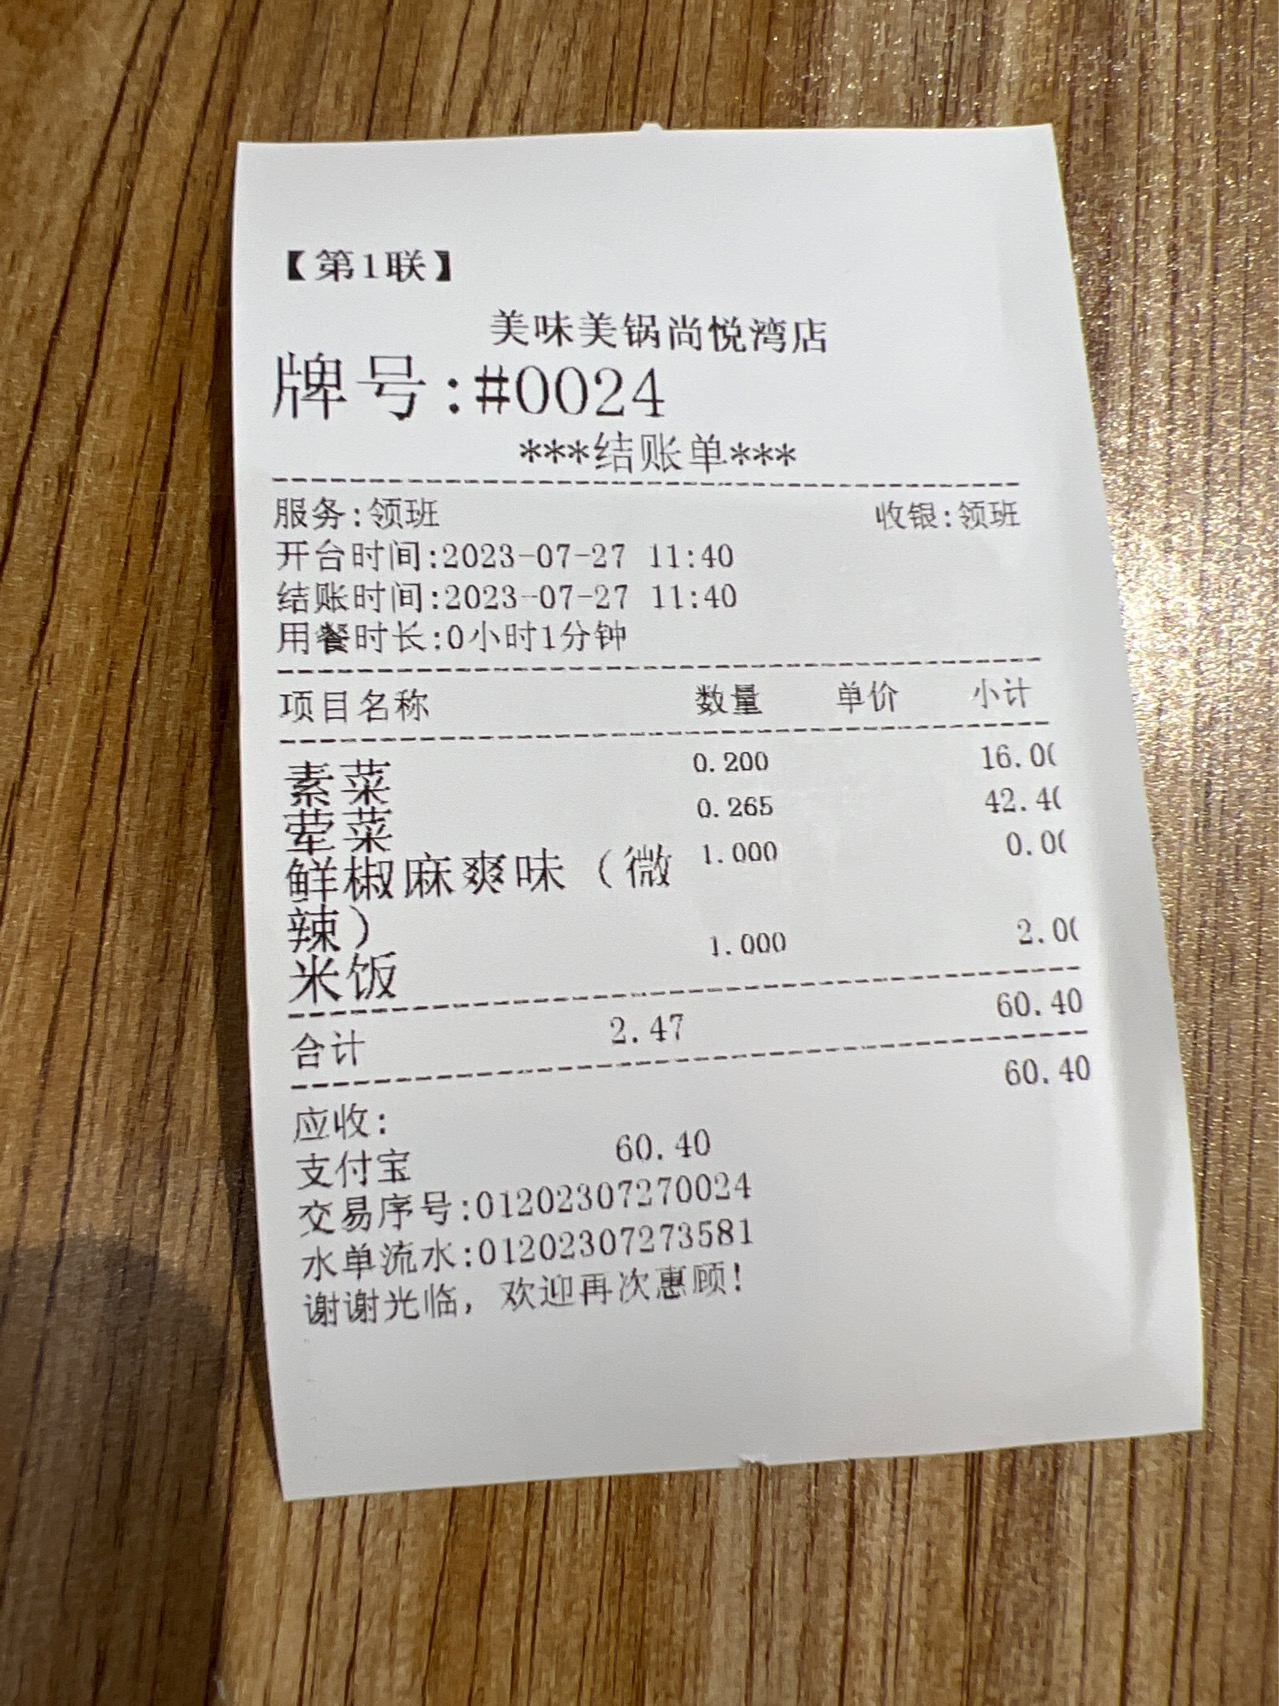 【第1联】
美味美锅尚悦湾店
牌号:#0024
***结账单***
服务:领班 收银:领班
开台时间:2023-07-27 11:40
结账时间:2023-07-27 11:40
用餐时长:0小时1分钟
项目名称 数量 单价 小计
素菜 0.200 16.0(
荤菜 0.265 42.4(
鲜椒麻爽味（微 1.000 0.0(
辣）
米饭 1.000 2.0(
合计 2.47 60.40
应收: 60.40
支付宝 60.40
交易序号:01202307270024
水单流水:01202307273581
谢谢光临, 欢迎再次惠顾!